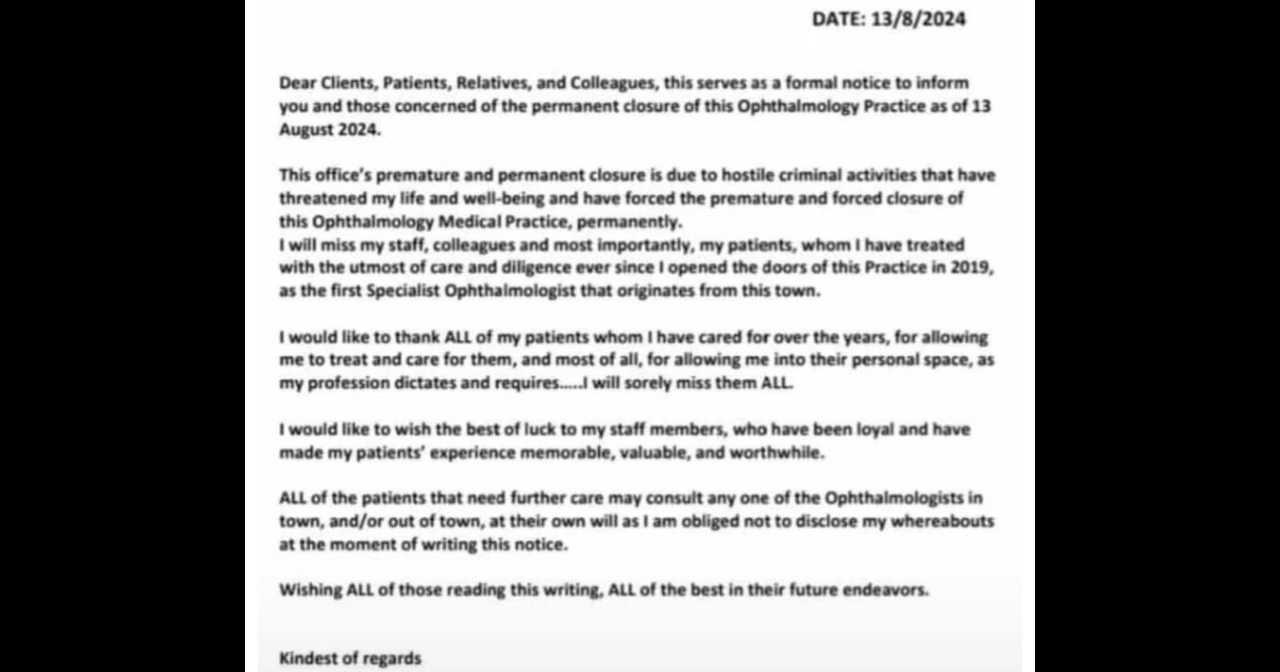 DATE: 13/8/2024
Dear Clients, Patients, Relatives, and Colleagues, this serves as a formal notice to inform
you and those concerned of the permanent closure of this Ophthalmology Practice as of 13
August 2024.
This office's premature and permanent closure is due to hostile criminal activities that have
threatened my life and well-being and have forced the premature and forced closure of
this Ophthalmology Medical Practice, permanently.
I will miss my staff, colleagues and most importantly, my patients, whom I have treated
with the utmost of care and diligence ever since I opened the doors of this Practice in 2019,
as the first Specialist Ophthalmologist that originates from this town.
I would like to thank ALL of my patients whom I have cared for over the years, for allowing
me to treat and care for them, and most of all, for allowing me into their personal space, as
my profession dictates and requires.....I will sorely miss them ALL.
I would like to wish the best of luck to my staff members, who have been loyal and have
made my patients' experience memorable, valuable, and worthwhile.
ALL of the patients that need further care may consult any one of the Ophthalmologists in
town, and/or out of town, at their own will as I am obliged not to disclose my whereabouts
at the moment of writing this notice.
Wishing ALL of those reading this writing, ALL of the best in their future endeavors.
Kindest of regards